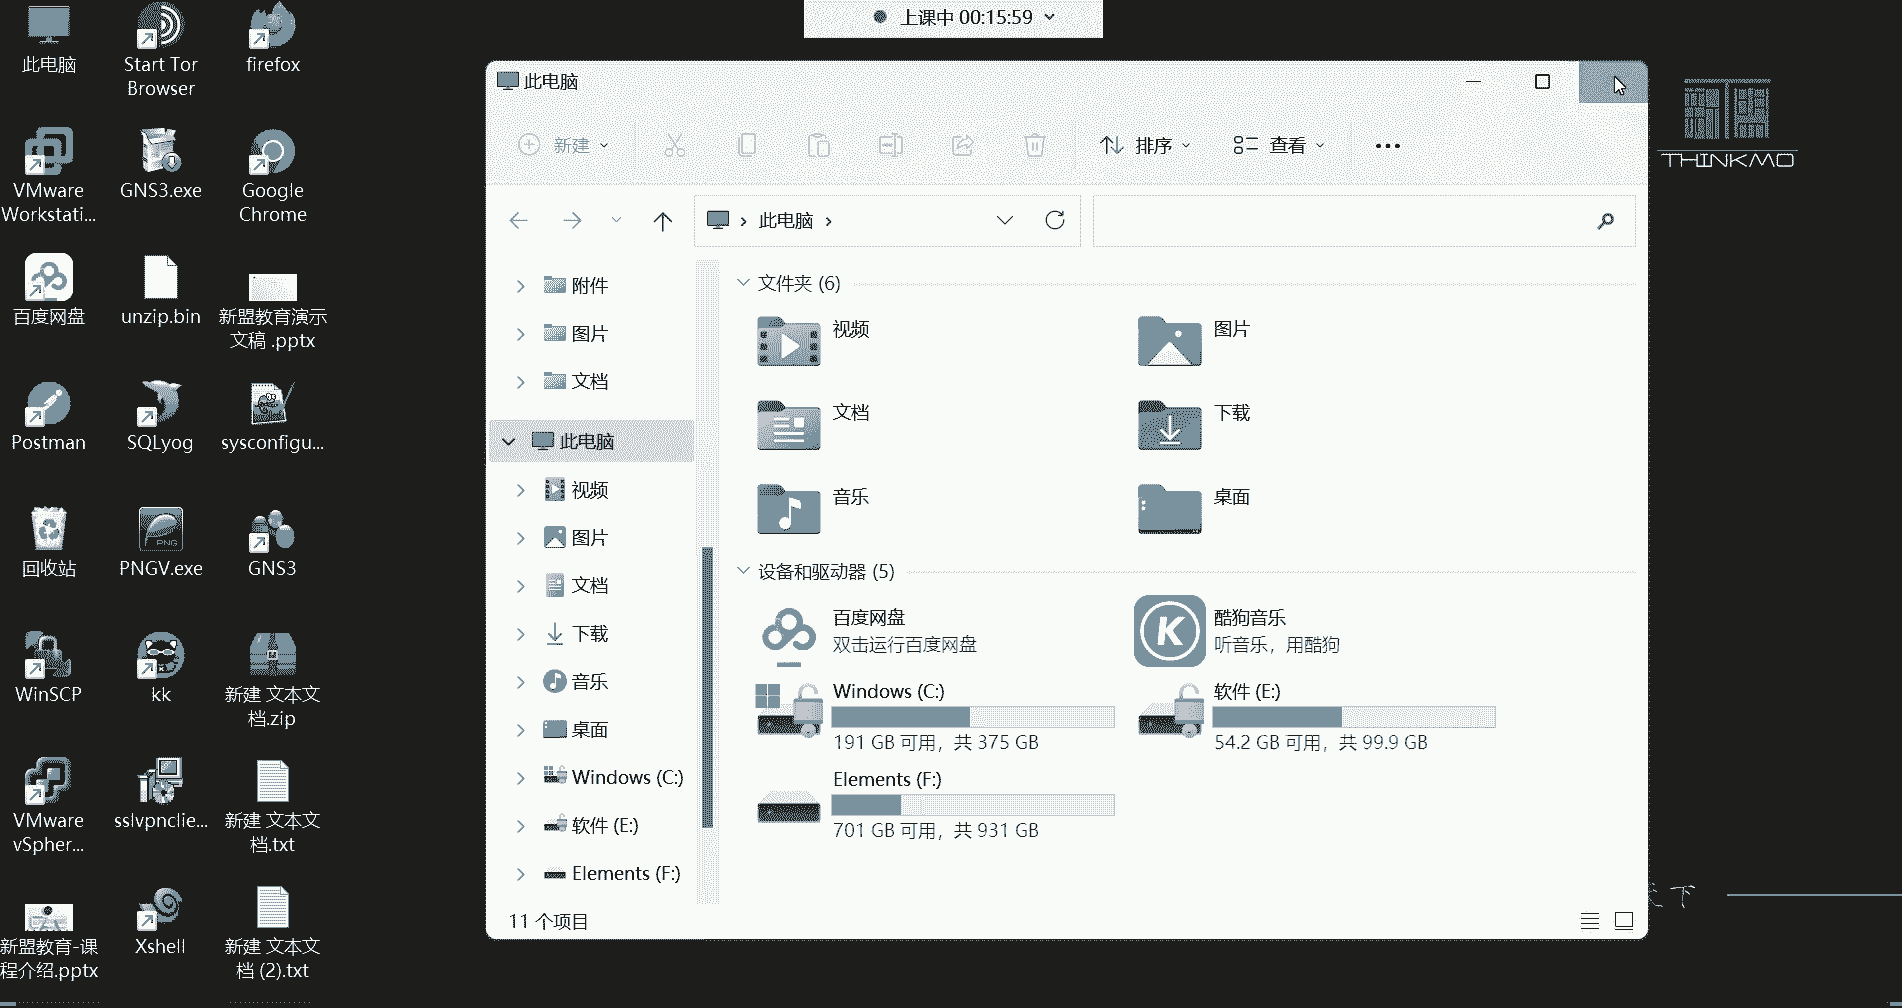 上课中 00:15:59
此电脑
Start Tor
Browser
firefox
VMware
Workstati...
GNS3.exe
Google
Chrome
百度网盘
unzip.bin
新盟教育演示
文稿 .pptx
Postman
SQLyog
sysconfigu...
回收站
PNG
PNGV.exe
GNS3
WinSCP
kk
新建 文本文
档.zip
VMware
vSpher...
sslvpnclie...
新建 文本文
档.txt
新盟教育-课
程介绍.pptx
Xshell
新建 文本文
档 (2).txt
此电脑
新建
排序
查看
此电脑
附件
图片
文档
此电脑
视频
图片
文档
下载
音乐
桌面
Windows (C:)
软件 (E:)
Elements (F:)
文件夹 (6)
视频
图片
文档
下载
音乐
桌面
设备和驱动器 (5)
百度网盘
双击运行百度网盘
K
酷狗音乐
听音乐，用酷狗
Windows (C:)
191 GB 可用，共 375 GB
软件 (E:)
54.2 GB 可用，共 99.9 GB
Elements (F:)
701 GB 可用，共 931 GB
11 个项目
THINKMO
天下